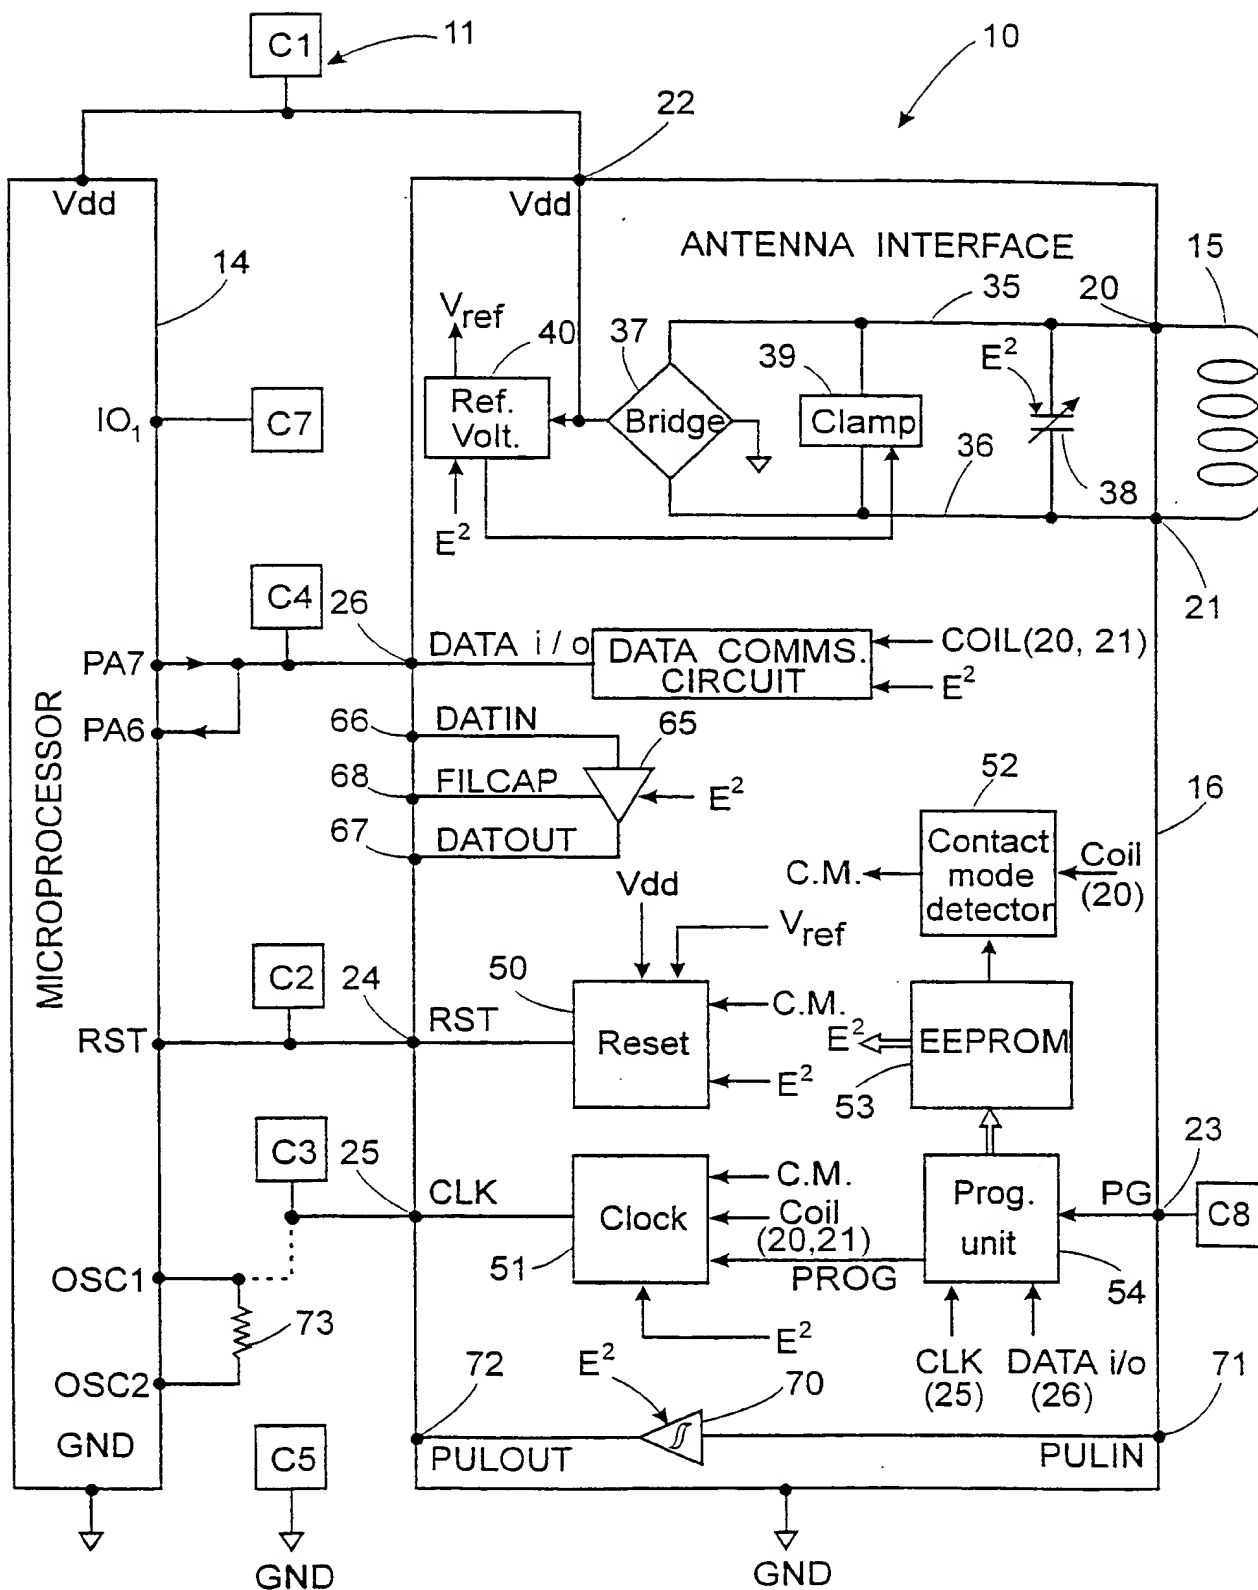 C1
11
10
22
Vdd
Vdd
ANTENNA INTERFACE
14
15
20
35
V_ref
40
37
39
E²
Ref. Volt.
Bridge
Clamp
IO₁
C7
36
38
E²
21
C4
26
DATA i/o
DATA COMMS. CIRCUIT
COIL(20, 21)
E²
PA7
PA6
66
DATIN
65
68
FILCAP
E²
67
DATOUT
52
16
Contact mode detector
C.M.
Coil (20)
Vdd
V_ref
MICROPROCESSOR
C2
24
50
RST
RST
Reset
C.M.
E²
E²
EEPROM
53
C3
25
CLK
Clock
51
C.M.
Coil (20,21)
PROG
E²
Prog. unit
PG
23
C8
54
OSC1
73
OSC2
CLK (25)
DATA i/o (26)
71
72
E²
70
PULOUT
PULIN
GND
C5
GND
GND